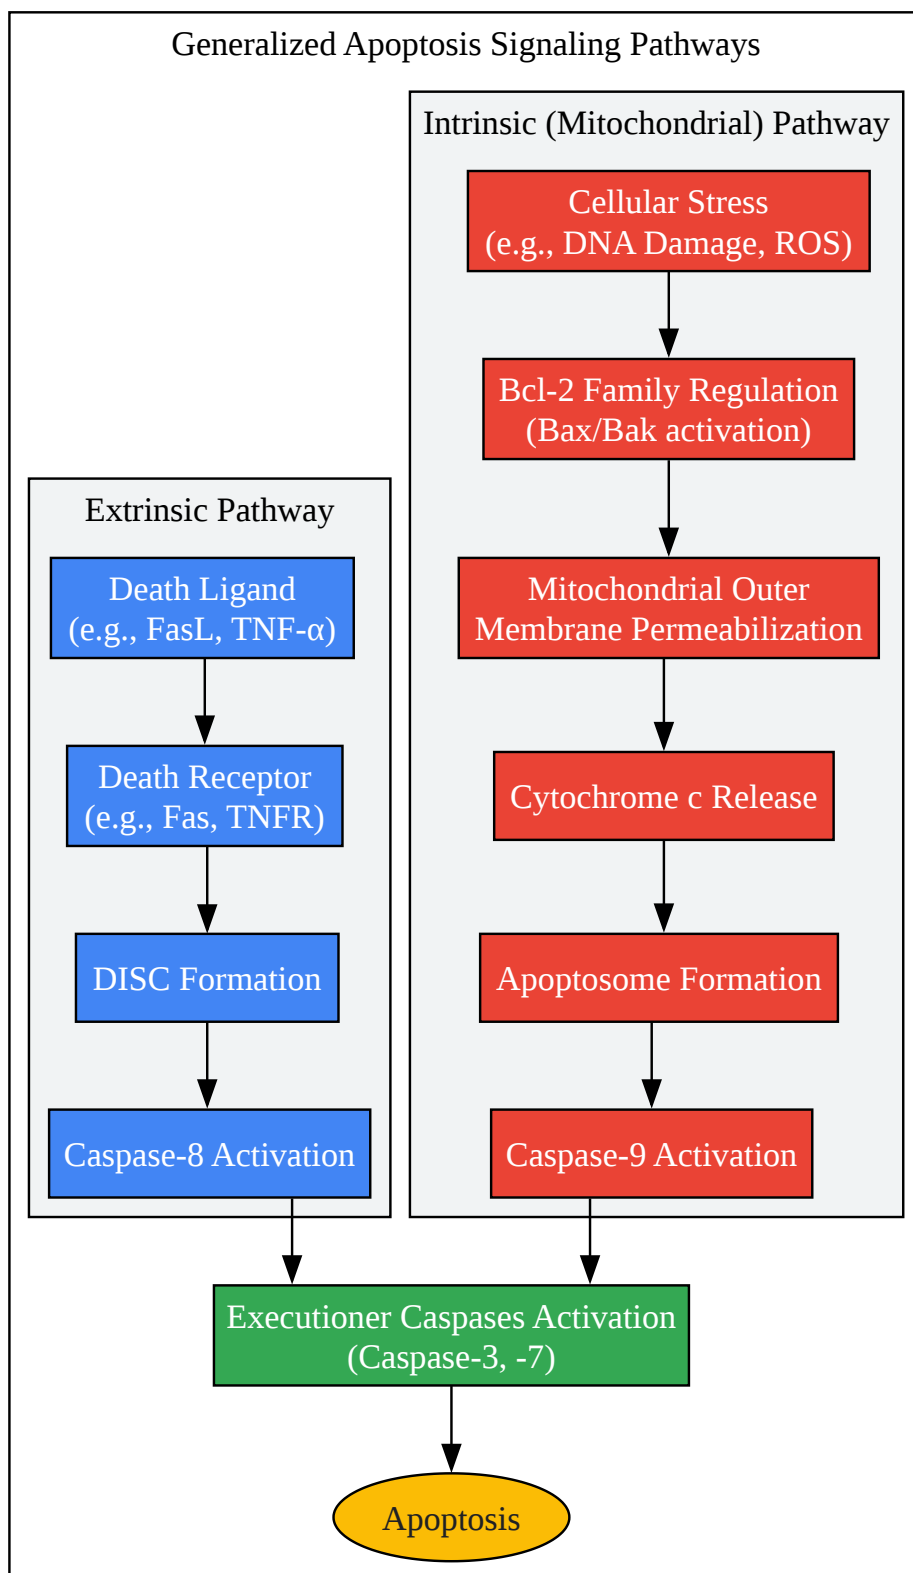 Generalized Apoptosis Signaling Pathways
Intrinsic (Mitochondrial) Pathway
Cellular Stress
(e.g., DNA Damage, ROS)
Bcl-2 Family Regulation
(Bax/Bak activation)
Mitochondrial Outer
Membrane Permeabilization
Cytochrome c Release
Apoptosome Formation
Caspase-9 Activation
Extrinsic Pathway
Death Ligand
(e.g., FasL, TNF-α)
Death Receptor
(e.g., Fas, TNFR)
DISC Formation
Caspase-8 Activation
Executioner Caspases Activation
(Caspase-3, -7)
Apoptosis